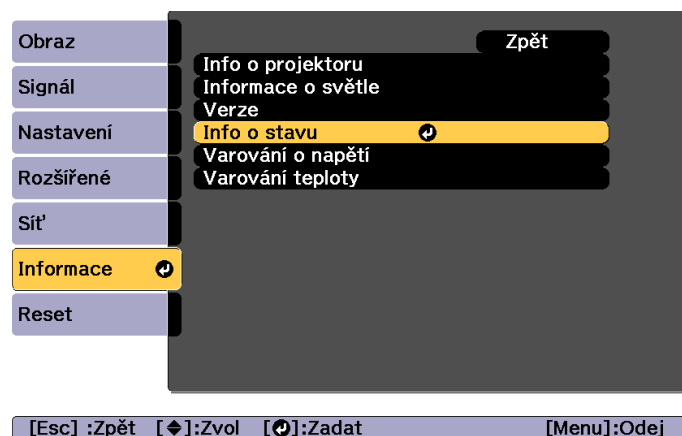 Obraz
Signál
Nastavení
Rozšířené
Síť
Informace
Reset
Zpět
Info o projektoru
Informace o světle
Verze
Info o stavu
Varování o napětí
Varování teploty
[Esc] :Zpět [ ]:Zvol [ ]:Zadat [Menu]:Odej